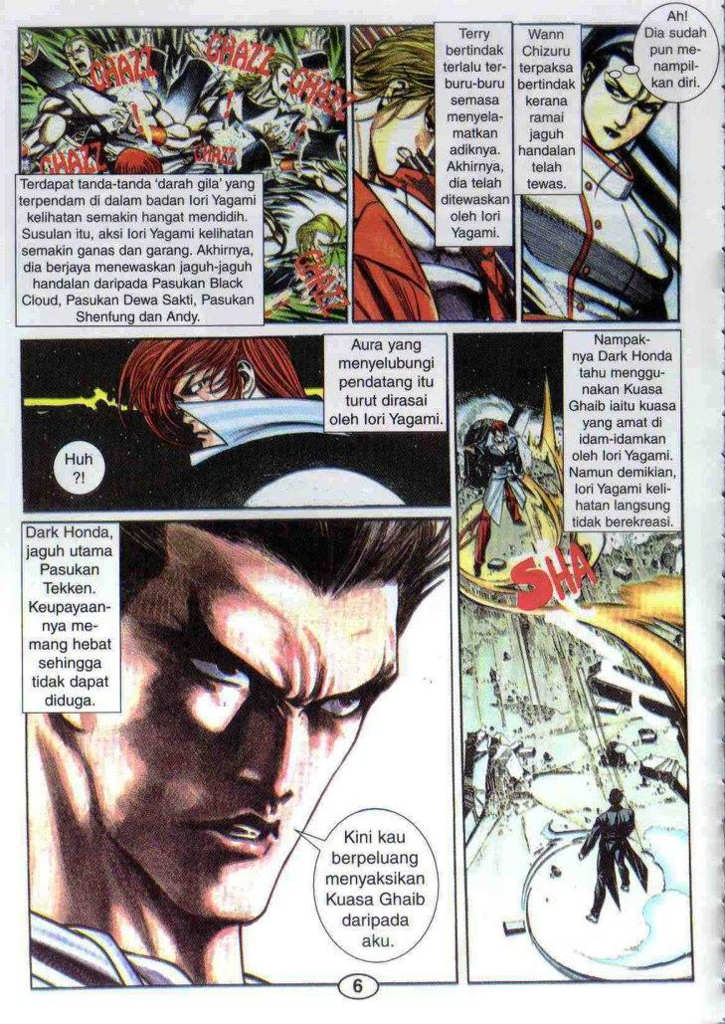 CHAZZ
CHAZZ
CHAZZ
CHAZZ
CHAZZ
CHAZZ
Terdapat tanda-tanda ‘darah gila’ yang
terpendam di dalam badan Iori Yagami
kelihatan semakin hangat mendidih.
Susulan itu, aksi Iori Yagami kelihatan
semakin ganas dan garang. Akhirnya,
dia berjaya menewaskan jaguh-jaguh
handalan daripada Pasukan Black
Cloud, Pasukan Dewa Sakti, Pasukan
Shenfung dan Andy.
Terry
bertindak
terlalu ter-
buru-buru
semasa
menyela-
matkan
adiknya.
Akhirnya,
dia telah
ditewaskan
oleh Iori
Yagami.
Wann
Chizuru
terpaksa
bertindak
kerana
ramai
jaguh
handalan
telah
tewas.
Ah!
Dia sudah
pun me-
nampil-
kan diri.
Aura yang
menyelubungi
pendatang itu
turut dirasai
oleh Iori Yagami.
Huh
?!
Nampak-
nya Dark Honda
tahu menggu-
nakan Kuasa
Ghaib iaitu kuasa
yang amat di
idam-idamkan
oleh Iori Yagami.
Namun demikian,
Iori Yagami keli-
hatan langsung
tidak berekreasi.
SHA
Dark Honda,
jaguh utama
Pasukan
Tekken.
Keupayaan-
nya me-
mang hebat
sehingga
tidak dapat
diduga.
Kini kau
berpeluang
menyaksikan
Kuasa Ghaib
daripada
aku.
6